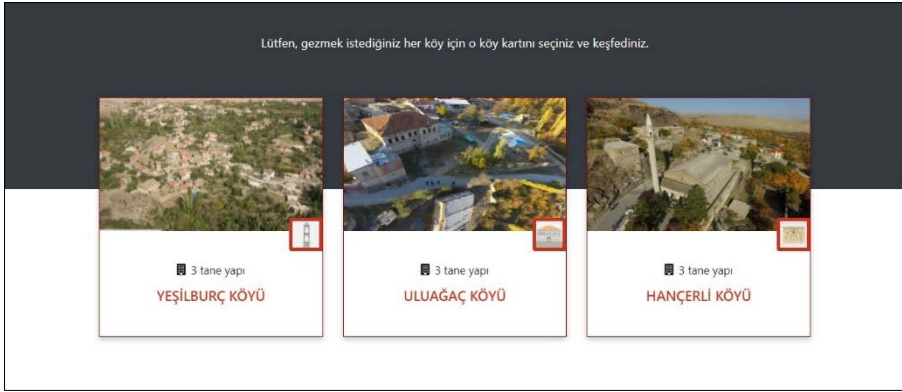 Lütfen, gezmek istediğiniz her köy için o köy kartını seçiniz ve keşfediniz.
3 tane yapı
YEŞİLBURÇ KÖYÜ
3 tane yapı
ULUAĞAÇ KÖYÜ
3 tane yapı
HANÇERLİ KÖYÜ